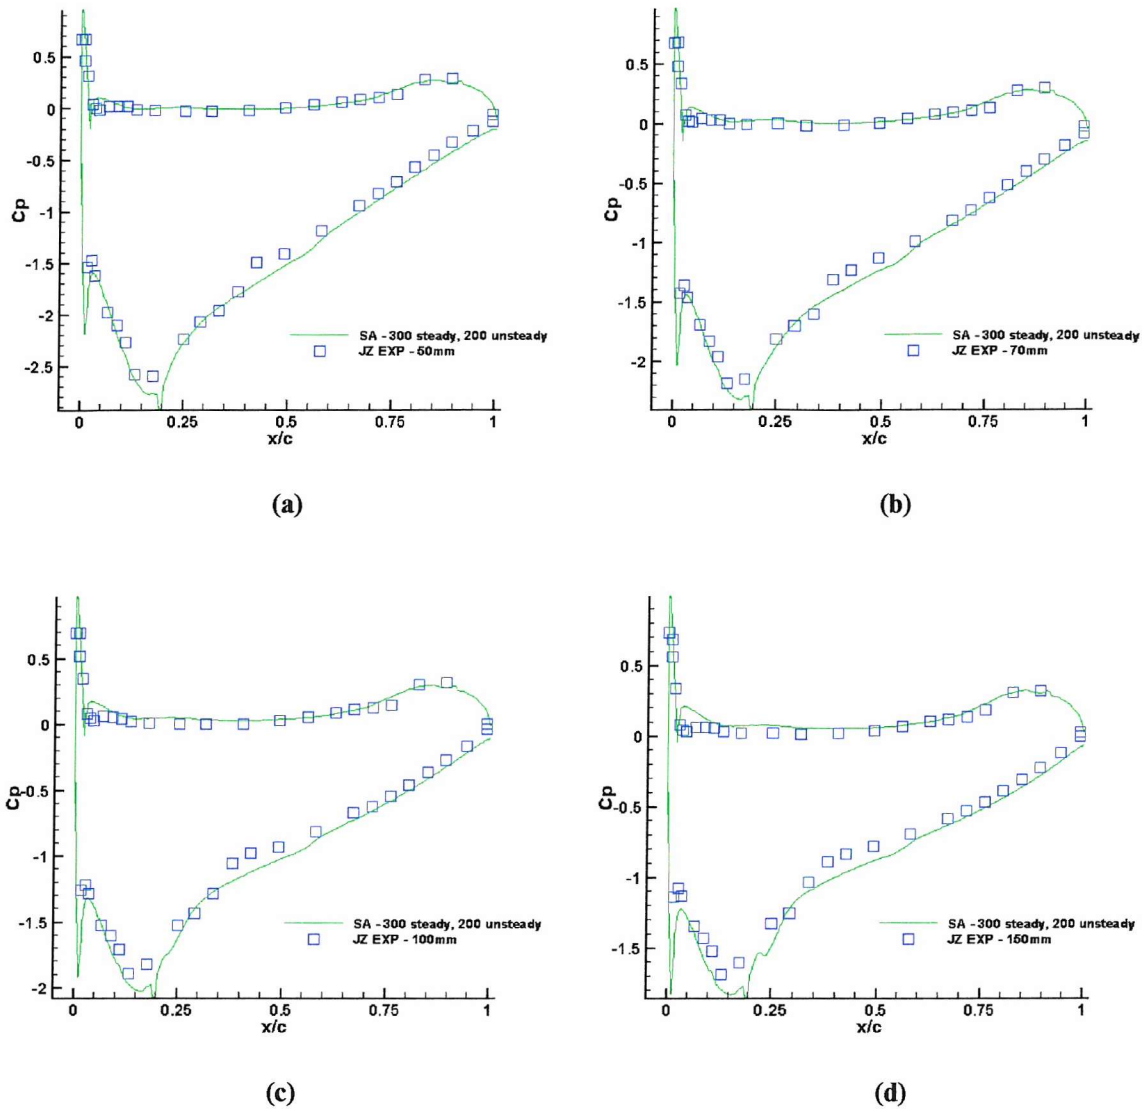 0.5
0
-0.5
-1
-1.5
-2
-2.5
Cp
0 0.25 0.5 0.75 1
x/c
SA - 300 steady, 200 unsteady
JZ EXP - 50mm
(a)
0.5
0
-0.5
-1
-1.5
-2
Cp
0 0.25 0.5 0.75 1
x/c
SA - 300 steady, 200 unsteady
JZ EXP - 70mm
(b)
0.5
0
-0.5
-1
-1.5
-2
Cp
0 0.25 0.5 0.75 1
x/c
SA - 300 steady, 200 unsteady
JZ EXP - 100mm
(c)
0.5
0
-0.5
-1
-1.5
Cp
0 0.25 0.5 0.75 1
x/c
SA - 300 steady, 200 unsteady
JZ EXP - 150mm
(d)